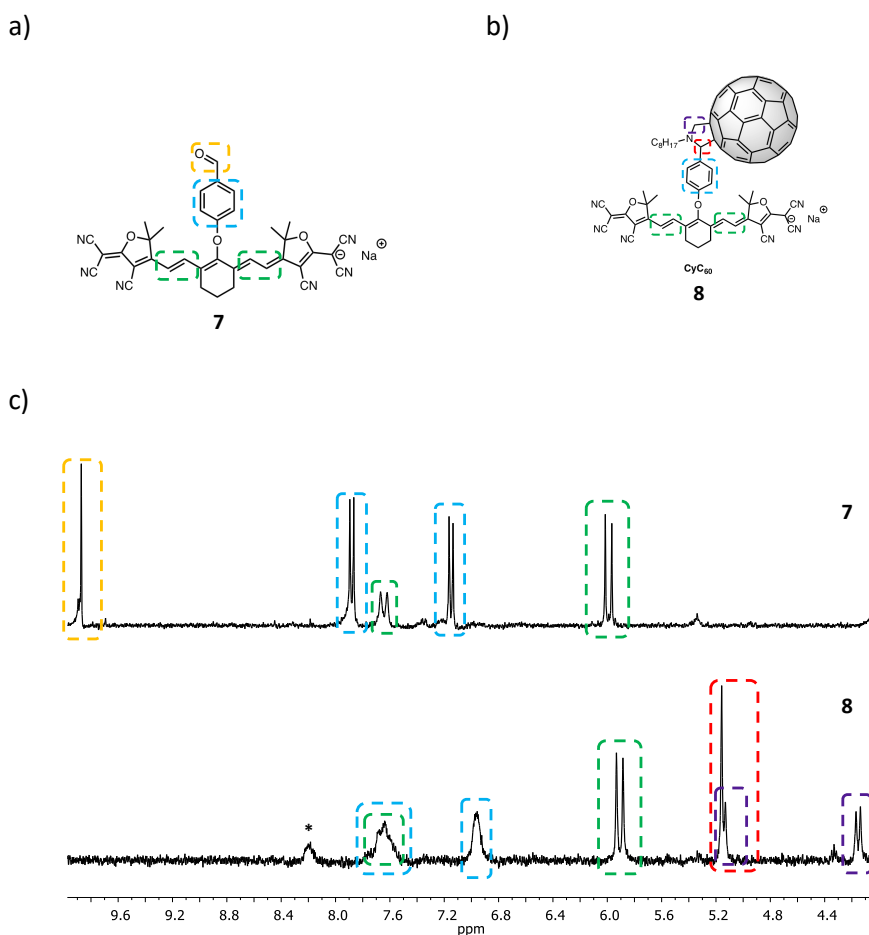 a)
b)
O
O
O
O
NC
NC
NC
CN
CN
CN
⊖
Na
⊕
7
C8H17
N
O
O
O
CN
NC
NC
NC
CN
CN
CN
⊖
Na
⊕
CyC60
8
c)
7
8
*
9.6 9.2 8.8 8.4 8.0 7.6 7.2 6.8 6.4 6.0 5.6 5.2 4.8 4.4
ppm